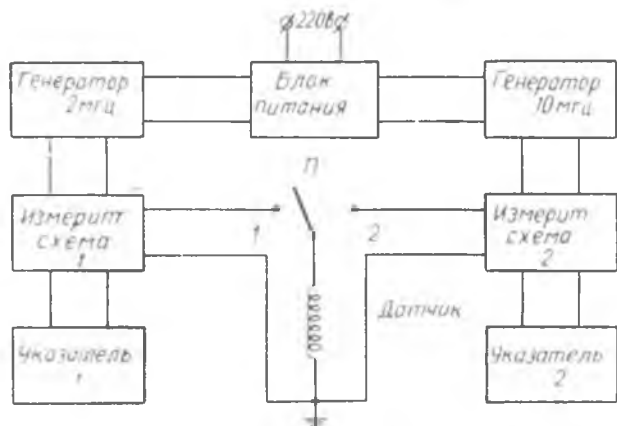 220в
Генератор
2мгц
Блок
питания
Генератор
10мгц
П
Измерит
схема
1
1
2
Измерит
схема
2
Датчик
Указатель
1
Указатель
2